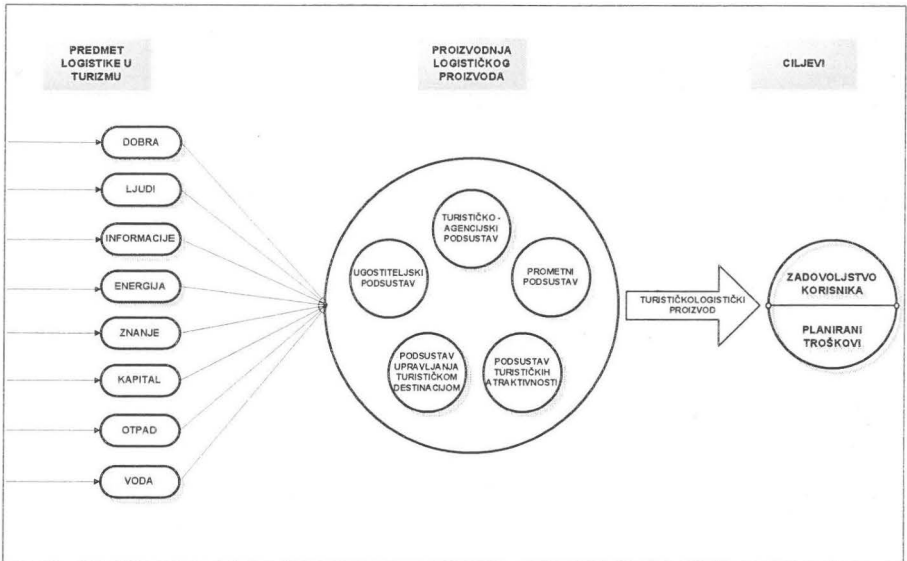 PREDMET
LOGISTIKE U
TURIZMU
PROIZVODNJA
LOGISTIČKOG
PROIZVODA
CILJEVI
DOBRA
LJUDI
INFORMACIJE
ENERGIJA
ZNANJE
KAPITAL
OTPAD
VODA
TURISTIČKO -
AGENCIJSKI
PODSUSTAV
UGOSTITELJSKI
PODSUSTAV
PROMETNI
PODSUSTAV
PODSUSTAV
UPRAVLJANJA
TURISTIČKOM
DESTINACIJOM
PODSUSTAV
TURISTIČKIH
ATRAKTIVNOSTI
TURISTIČKOLOGISTIČKI
PROIZVOD
ZADOVOLJSTVO
KORISNIKA
PLANIRANI
TROŠKOVI